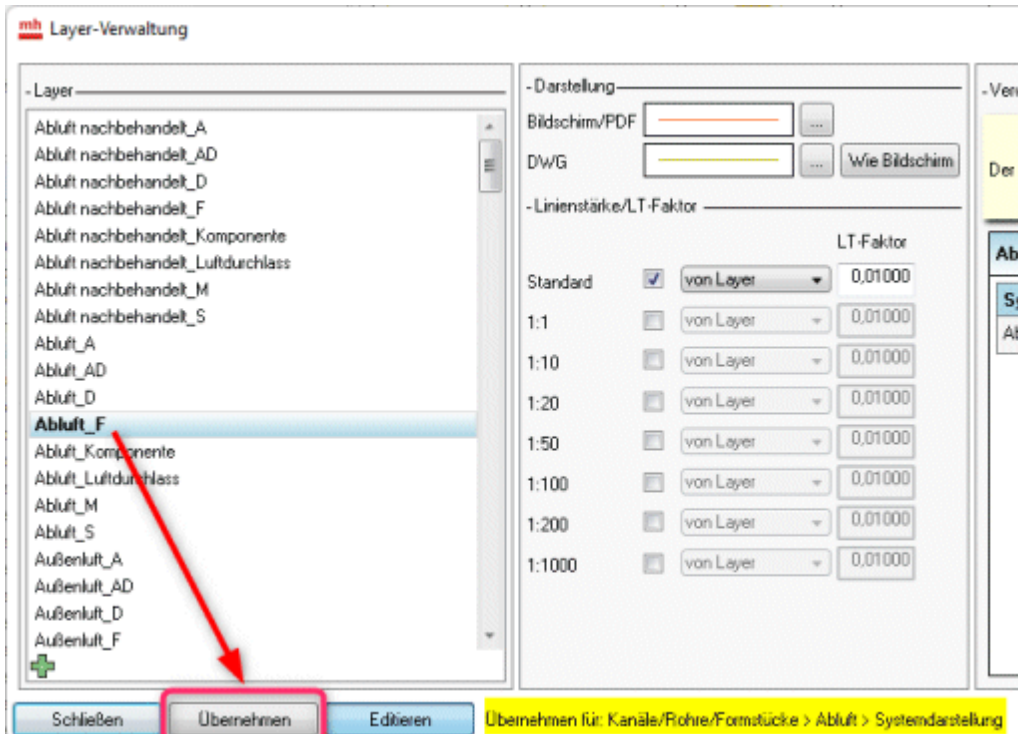 mh Layer-Verwaltung
Layer
Abluft nachbehandelt_A
Abluft nachbehandelt_AD
Abluft nachbehandelt_D
Abluft nachbehandelt_F
Abluft nachbehandelt_Komponente
Abluft nachbehandelt_Luftdurchlass
Abluft nachbehandelt_M
Abluft nachbehandelt_S
Abluft_A
Abluft_AD
Abluft_D
Abluft_F
Abluft_Komponente
Abluft_Luftdurchlass
Abluft_M
Abluft_S
Außenluft_A
Außenluft_AD
Außenluft_D
Außenluft_F
Darstellung
Bildschirm/PDF ...
DWG ... Wie Bildschirm
Linienstärke/LT-Faktor
LT-Faktor
Standard von Layer 0,01000
1:1 von Layer 0,01000
1:10 von Layer 0,01000
1:20 von Layer 0,01000
1:50 von Layer 0,01000
1:100 von Layer 0,01000
1:200 von Layer 0,01000
1:1000 von Layer 0,01000
Der
Schließen Übernehmen Editieren Übernehmen für: Kanäle/Rohre/Formstücke > Abluft > Systemdarstellung